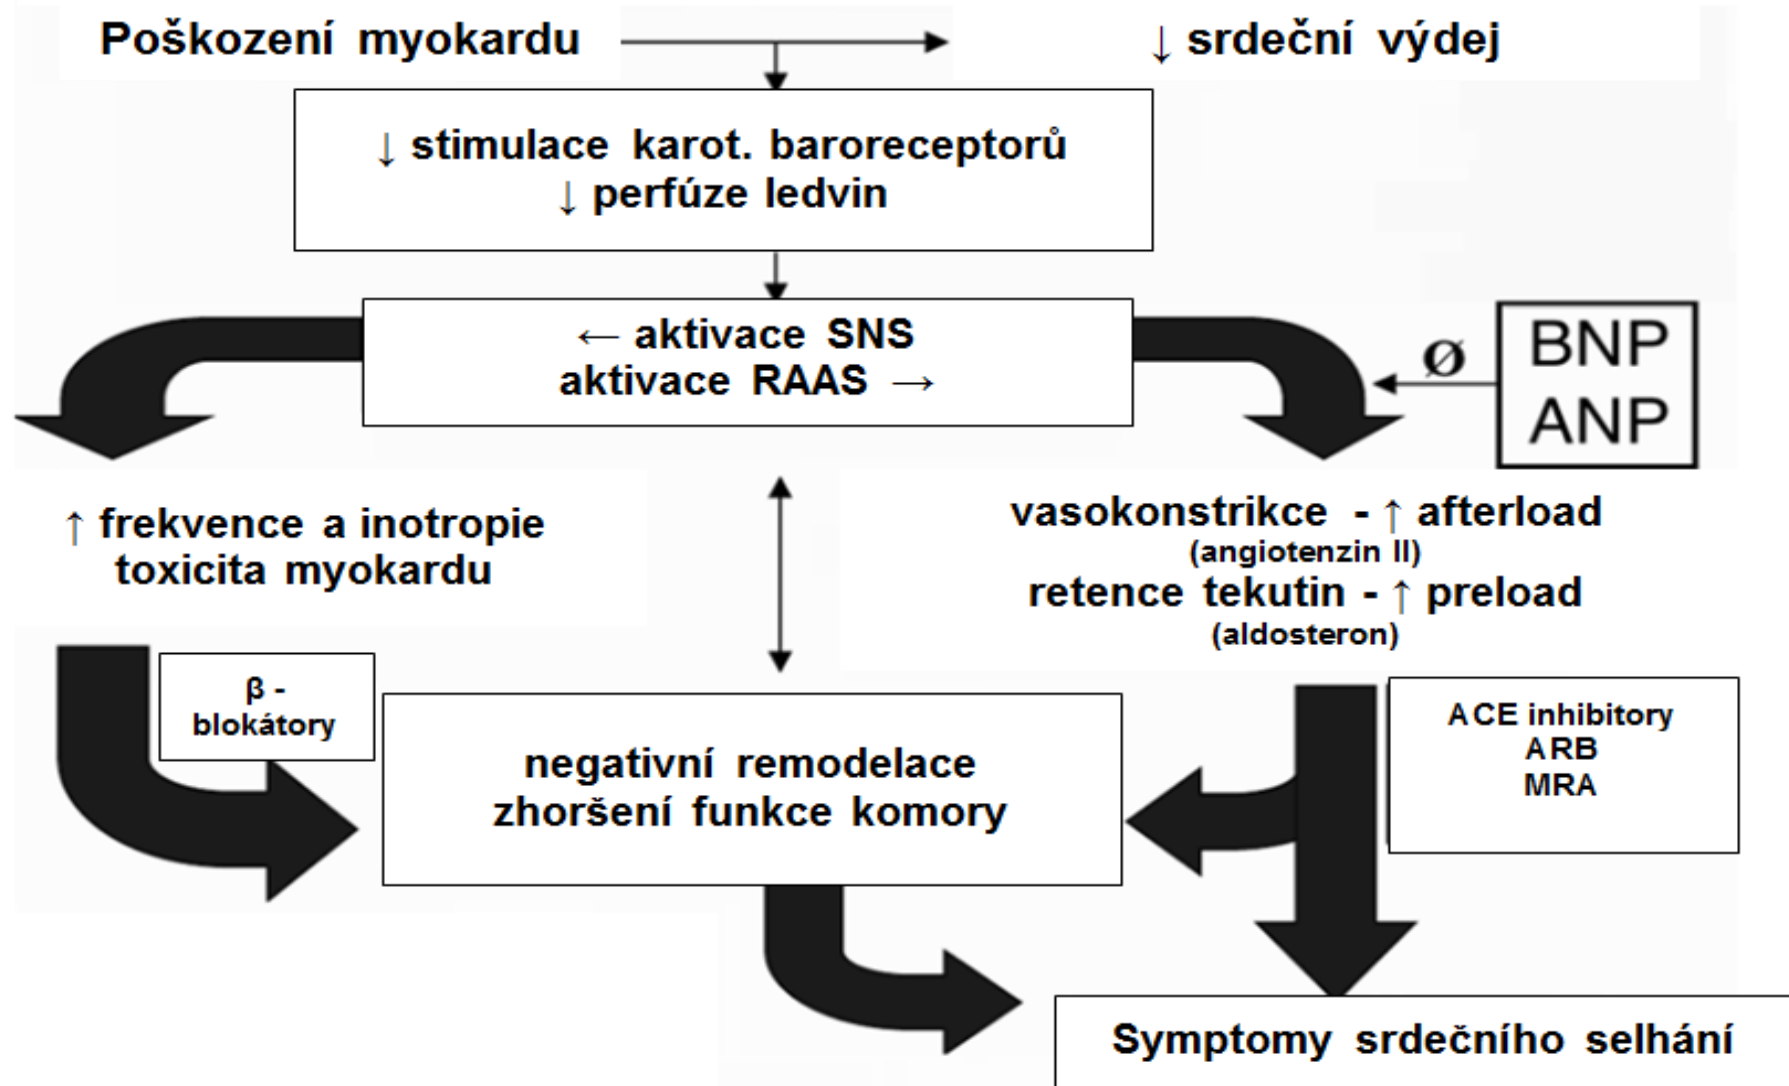 Poškození myokardu
↓ srdeční výdej
↓ stimulace karot. baroreceptorů
↓ perfúze ledvin
← aktivace SNS
aktivace RAAS →
Ø
BNP
ANP
↑ frekvence a inotropie
toxicita myokardu
vasokonstrikce - ↑ afterload
(angiotenzin II)
retence tekutin - ↑ preload
(aldosteron)
β -
blokátory
negativní remodelace
zhoršení funkce komory
ACE inhibitory
ARB
MRA
Symptomy srdečního selhání